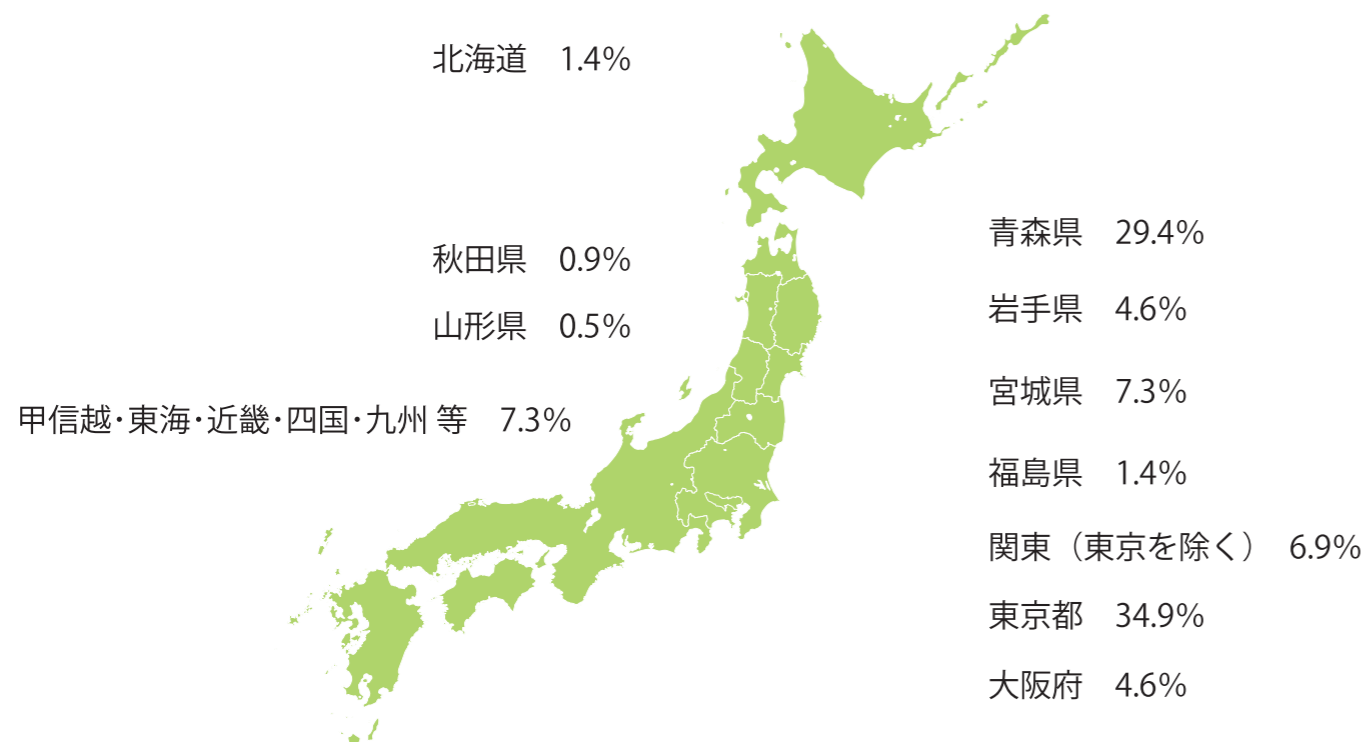 北海道 1.4%
秋田県 0.9%
山形県 0.5%
甲信越・東海・近畿・四国・九州 等 7.3%
青森県 29.4%
岩手県 4.6%
宮城県 7.3%
福島県 1.4%
関東（東京を除く） 6.9%
東京都 34.9%
大阪府 4.6%